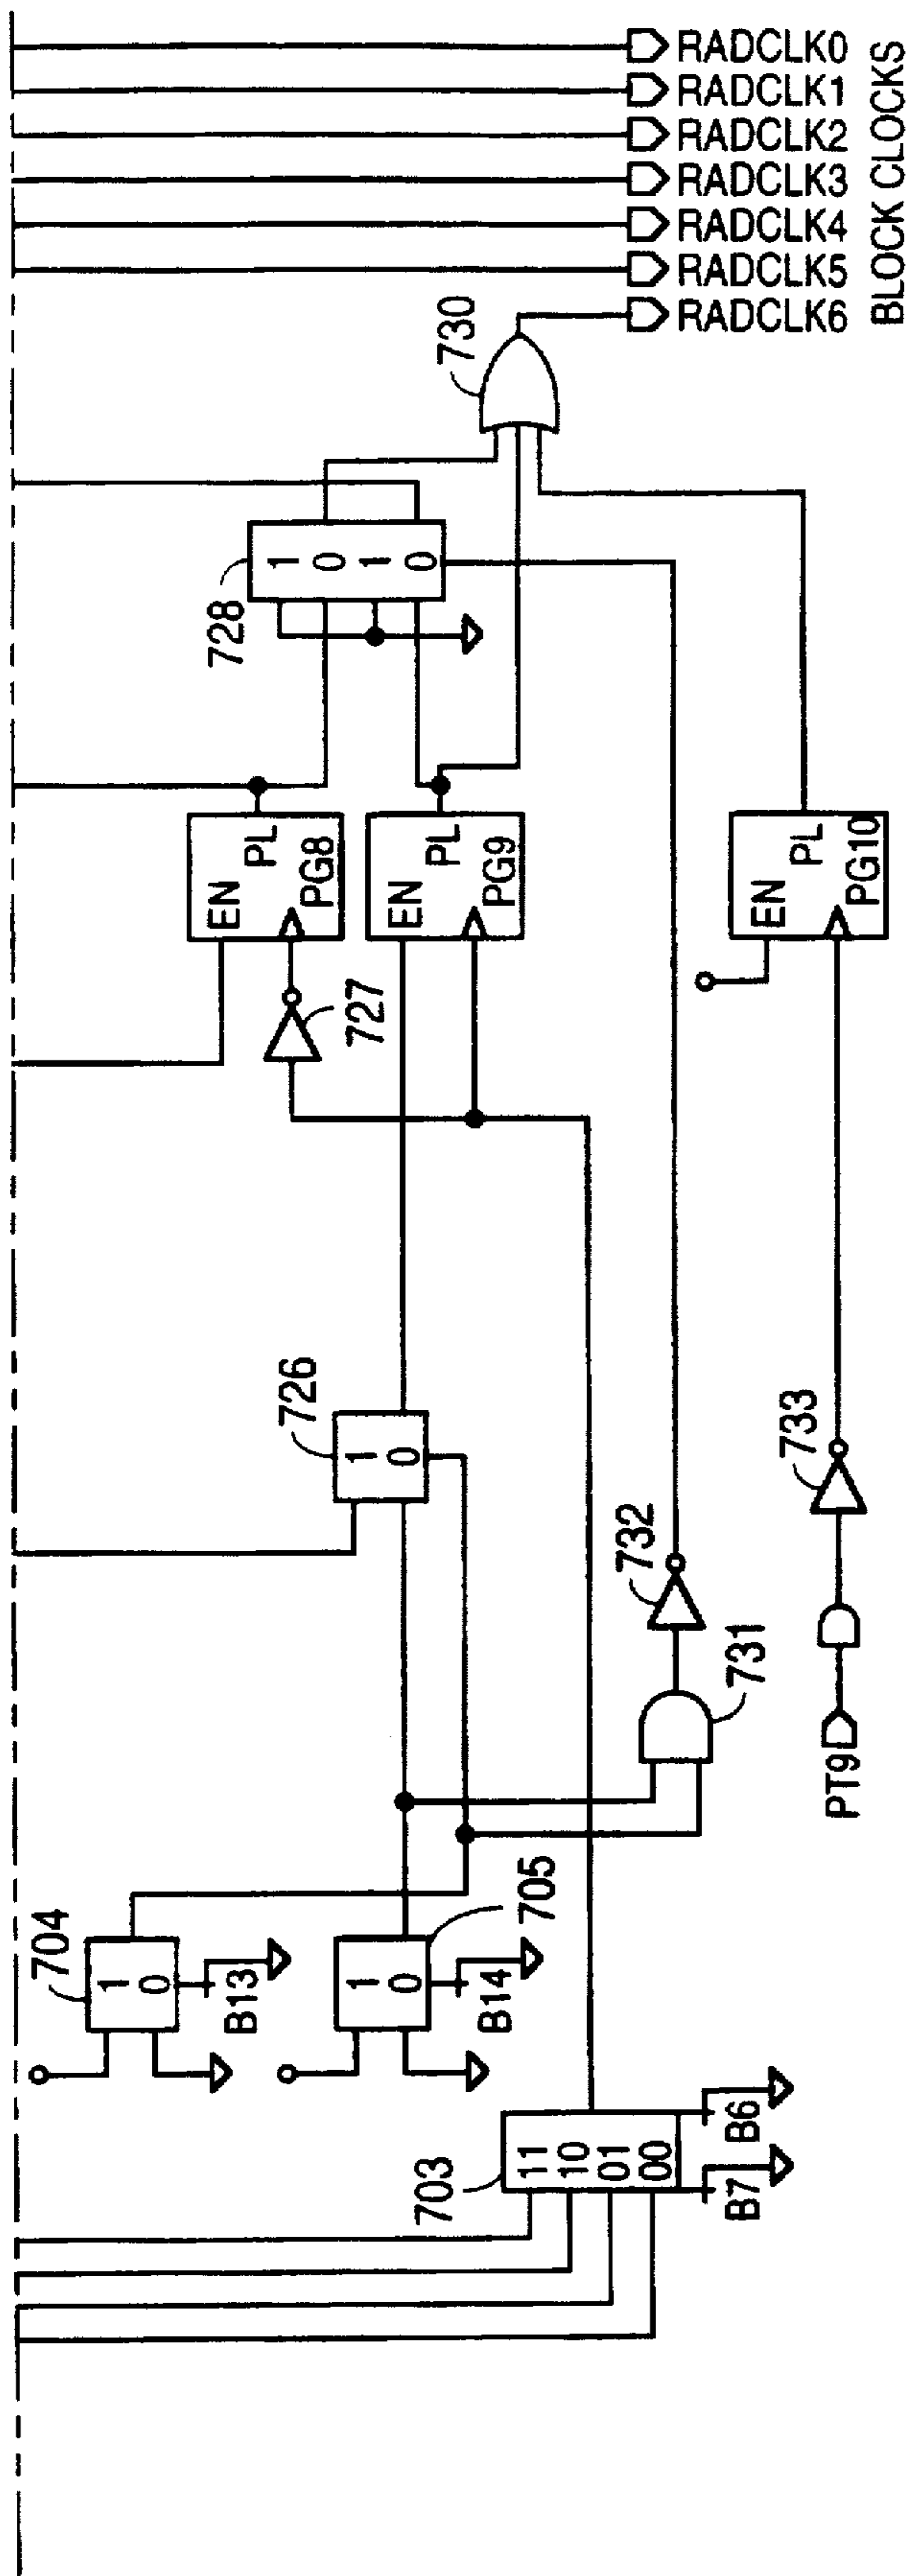 RADCLK0
RADCLK1
RADCLK2
RADCLK3
RADCLK4
RADCLK5
RADCLK6
BLOCK CLOCKS
730
728
1
0
1
0
EN
PL
PG8
EN
PL
PG9
EN
PL
PG10
727
726
1
0
733
732
731
PT9
704
1
0
B13
705
1
0
B14
703
11
10
01
00
B6
B7